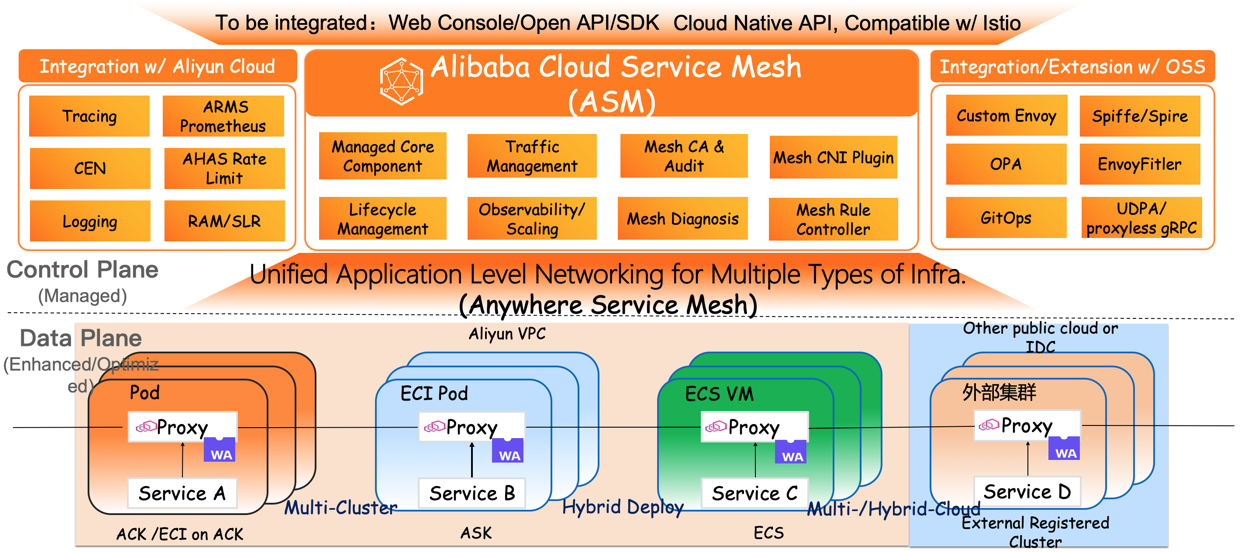 To be integrated：Web Console/Open API/SDK Cloud Native API, Compatible w/ Istio
Integration w/ Aliyun Cloud
Tracing
ARMS
Prometheus
CEN
AHAS Rate
Limit
Logging
RAM/SLR
Alibaba Cloud Service Mesh
(ASM)
Managed Core
Component
Traffic
Management
Mesh CA &
Audit
Mesh CNI Plugin
Lifecycle
Management
Observability/
Scaling
Mesh Diagnosis
Mesh Rule
Controller
Integration/Extension w/ OSS
Custom Envoy
Spiffe/Spire
OPA
EnvoyFitler
GitOps
UDPA/
proxyless gRPC
Control Plane
(Managed)
Unified Application Level Networking for Multiple Types of Infra.
(Anywhere Service Mesh)
Data Plane
(Enhanced/Optimiz
ed)
Aliyun VPC
Other public cloud or
IDC
Pod
Proxy
WA
Service A
ACK /ECI on ACK
Multi-Cluster
ECI Pod
Proxy
WA
Service B
ASK
Hybrid Deploy
ECS VM
Proxy
WA
Service C
ECS
Multi-/Hybrid-Cloud
外部集群
Proxy
WA
Service D
External Registered
Cluster